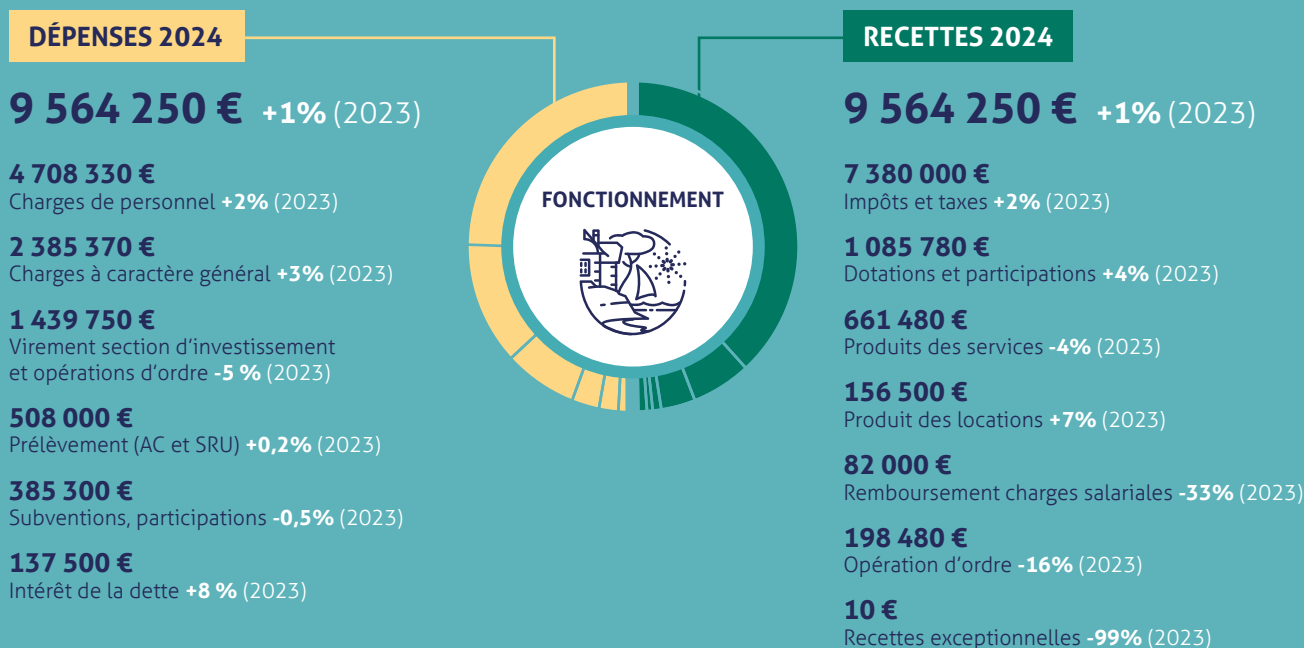 DÉPENSES 2024
9 564 250 € +1% (2023)
4 708 330 €
Charges de personnel +2% (2023)
2 385 370 €
Charges à caractère général +3% (2023)
1 439 750 €
Virement section d’investissement
et opérations d’ordre -5 % (2023)
508 000 €
Prélèvement (AC et SRU) +0,2% (2023)
385 300 €
Subventions, participations -0,5% (2023)
137 500 €
Intérêt de la dette +8 % (2023)
FONCTIONNEMENT
RECETTES 2024
9 564 250 € +1% (2023)
7 380 000 €
Impôts et taxes +2% (2023)
1 085 780 €
Dotations et participations +4% (2023)
661 480 €
Produits des services -4% (2023)
156 500 €
Produit des locations +7% (2023)
82 000 €
Remboursement charges salariales -33% (2023)
198 480 €
Opération d’ordre -16% (2023)
10 €
Recettes exceptionnelles -99% (2023)